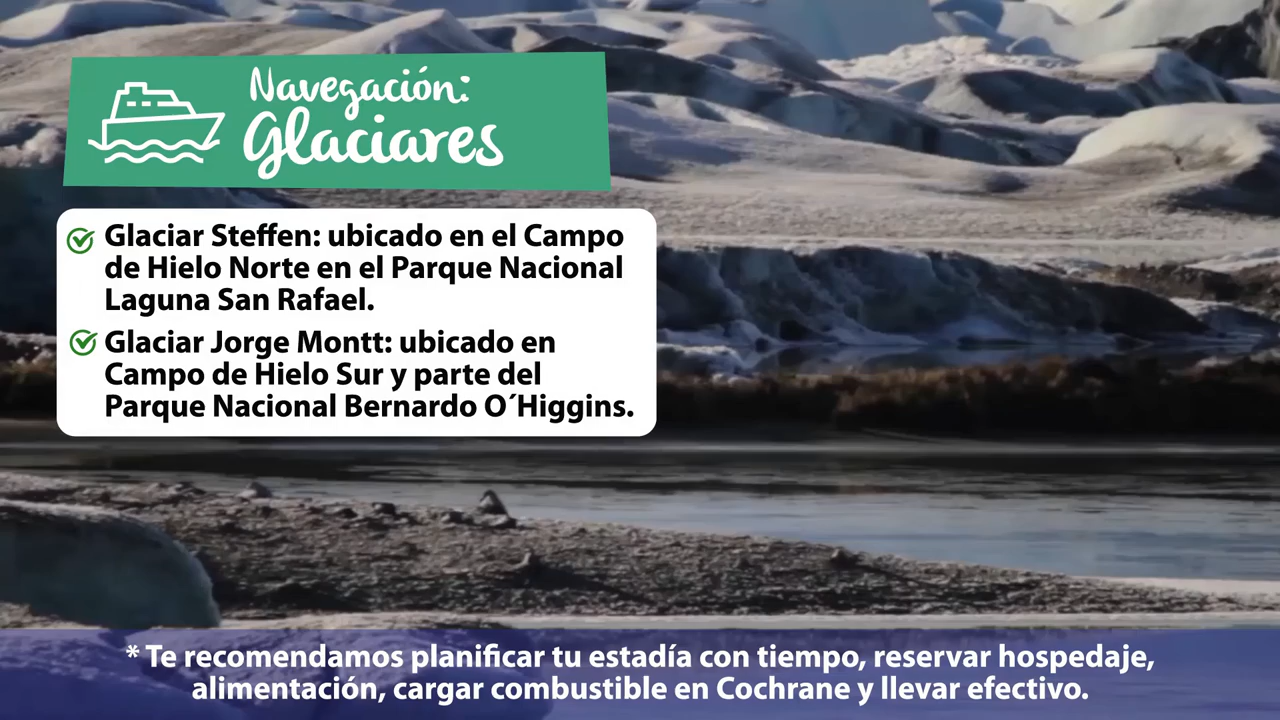 Navegación:
Glaciares
Glaciar Steffen: ubicado en el Campo
de Hielo Norte en el Parque Nacional
Laguna San Rafael.
Glaciar Jorge Montt: ubicado en
Campo de Hielo Sur y parte del
Parque Nacional Bernardo O´Higgins.
* Te recomendamos planificar tu estadía con tiempo, reservar hospedaje,
alimentación, cargar combustible en Cochrane y llevar efectivo.